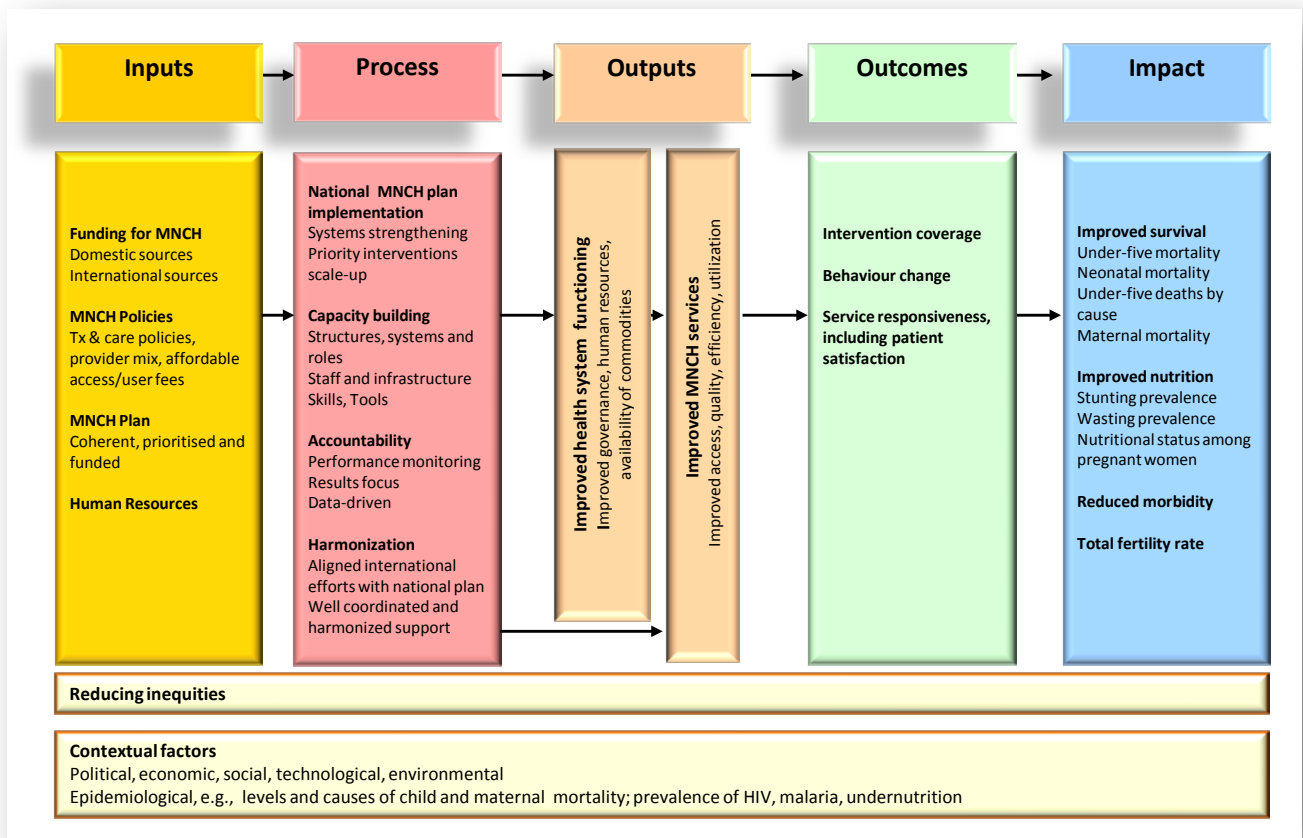 Inputs
Process
Outputs
Outcomes
Impact
Funding for MNCH
Domestic sources
International sources
MNCH Policies
Tx & care policies,
provider mix, affordable
access/user fees
MNCH Plan
Coherent, prioritised and
funded
Human Resources
National MNCH plan
implementation
Systems strengthening
Priority interventions
scale-up
Capacity building
Structures, systems and
roles
Staff and infrastructure
Skills, Tools
Accountability
Performance monitoring
Results focus
Data-driven
Harmonization
Aligned international
efforts with national plan
Well coordinated and
harmonized support
Improved health system functioning
Improved governance, human resources,
availability of commodities
Improved MNCH services
Improved access, quality, efficiency, utilization
Intervention coverage
Behaviour change
Service responsiveness,
including patient
satisfaction
Improved survival
Under-five mortality
Neonatal mortality
Under-five deaths by
cause
Maternal mortality
Improved nutrition
Stunting prevalence
Wasting prevalence
Nutritional status among
pregnant women
Reduced morbidity
Total fertility rate
Reducing inequities
Contextual factors
Political, economic, social, technological, environmental
Epidemiological, e.g., levels and causes of child and maternal mortality; prevalence of HIV, malaria, undernutrition